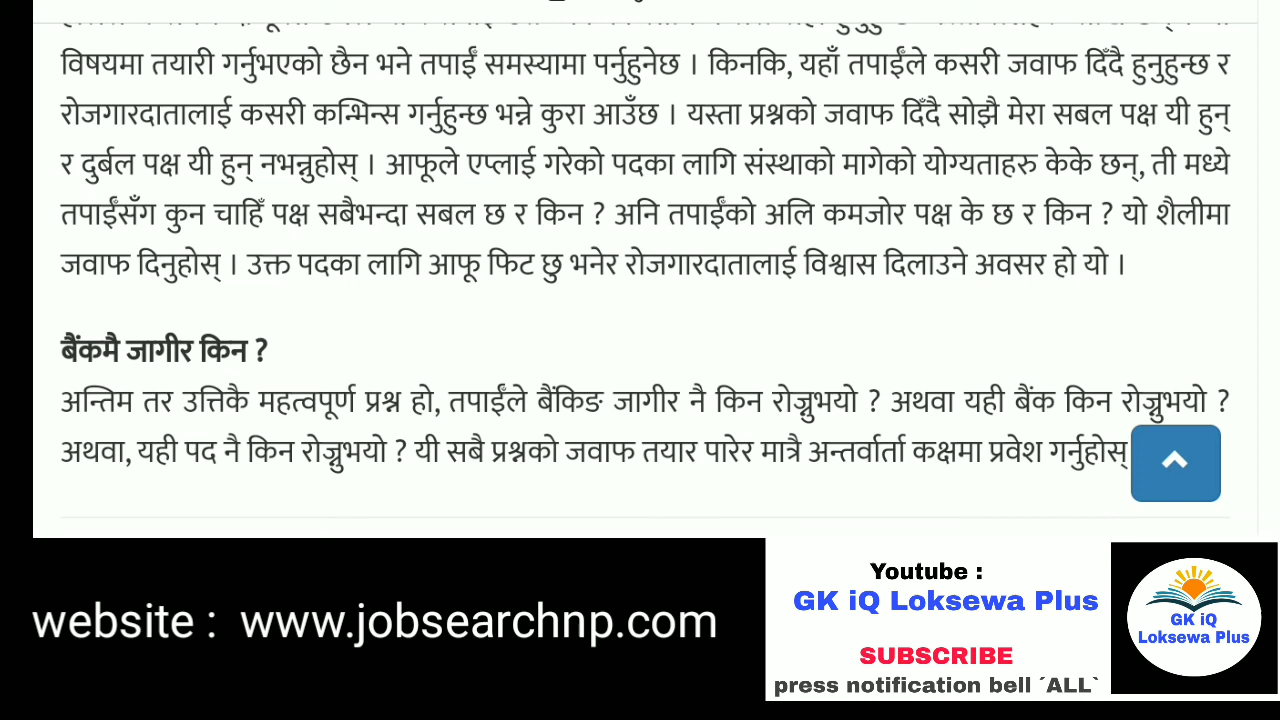 विषयमा तयारी गर्नुभएको छैन भने तपाईं समस्यामा पर्नुहुनेछ । किनकि, यहाँ तपाईंले कसरी जवाफ दिँदै हुनुहुन्छ र
रोजगारदातालाई कसरी कन्भिन्स गर्नुहुन्छ भन्ने कुरा आउँछ । यस्ता प्रश्नको जवाफ दिँदै सोझै मेरा सबल पक्ष यी हुन्
र दुर्बल पक्ष यी हुन् नभन्नुहोस् । आफूले एप्लाई गरेको पदका लागि संस्थाको मागेको योग्यताहरु केके छन्, ती मध्ये
तपाईंसँग कुन चाहिँ पक्ष सबैभन्दा सबल छ र किन ? अनि तपाईंको अलि कमजोर पक्ष के छ र किन ? यो शैलीमा
जवाफ दिनुहोस् । उक्त पदका लागि आफू फिट छु भनेर रोजगारदातालाई विश्वास दिलाउने अवसर हो यो ।
बैंकमै जागीर किन ?
अन्तिम तर उत्तिकै महत्वपूर्ण प्रश्न हो, तपाईंले बैंकिङ जागीर नै किन रोज्नुभयो ? अथवा यही बैंक किन रोज्नुभयो ?
अथवा, यही पद नै किन रोज्नुभयो ? यी सबै प्रश्नको जवाफ तयार पारेर मात्रै अन्तर्वार्ता कक्षमा प्रवेश गर्नुहोस्
website : www.jobsearchnp.com
Youtube :
GK iQ Loksewa Plus
SUBSCRIBE
press notification bell ´ALL`
GK iQ
Loksewa Plus